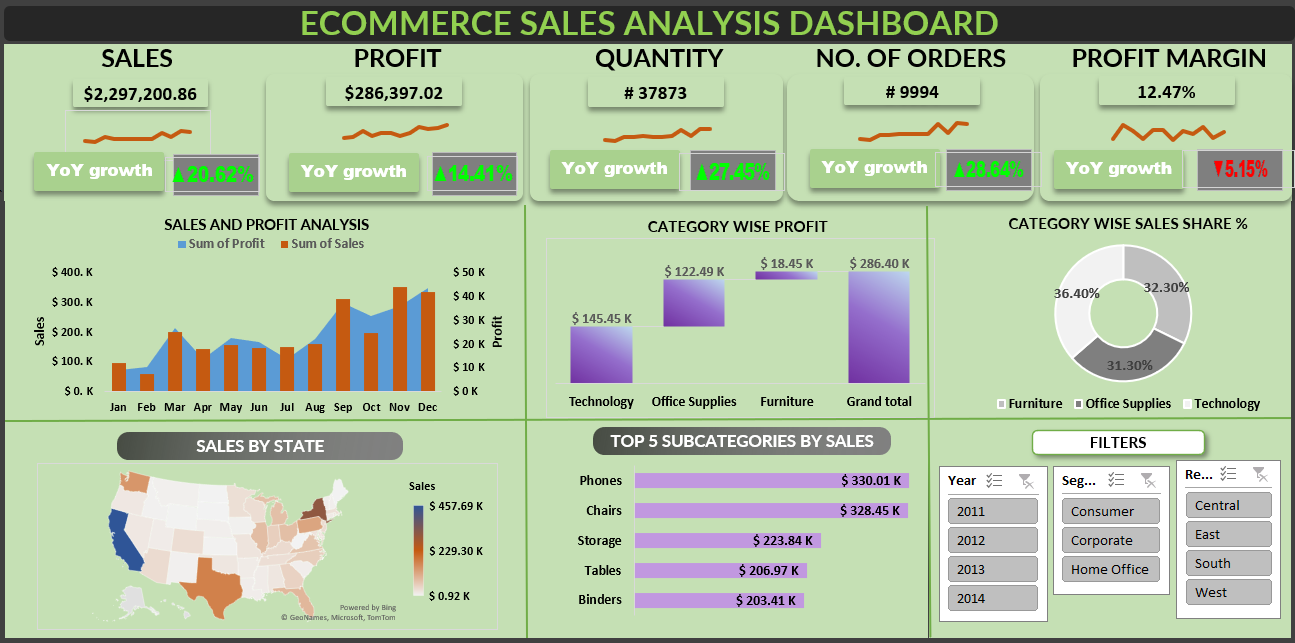 ECOMMERCE SALES ANALYSIS DASHBOARD
SALES
PROFIT
QUANTITY
NO. OF ORDERS
PROFIT MARGIN
$2,297,200.86
$286,397.02
# 37873
# 9994
12.47%
YoY growth
▲20.62%
YoY growth
▲14.41%
YoY growth
▲27.45%
YoY growth
▲28.64%
YoY growth
▼5.15%
SALES AND PROFIT ANALYSIS
Sum of Profit
Sum of Sales
$ 400. K
$ 300. K
$ 200. K
$ 100. K
$ 0. K
Sales
$ 50 K
$ 40 K
$ 30 K
$ 20 K
$ 10 K
$ 0 K
Profit
Jan Feb Mar Apr May Jun Jul Aug Sep Oct Nov Dec
CATEGORY WISE PROFIT
$ 145.45 K
$ 122.49 K
$ 18.45 K
$ 286.40 K
Technology
Office Supplies
Furniture
Grand total
CATEGORY WISE SALES SHARE %
36.40%
32.30%
31.30%
Furniture
Office Supplies
Technology
SALES BY STATE
Sales
$ 457.69 K
$ 229.30 K
$ 0.92 K
Powered by Bing
© GeoNames, Microsoft, TomTom
TOP 5 SUBCATEGORIES BY SALES
Phones $ 330.01 K
Chairs $ 328.45 K
Storage $ 223.84 K
Tables $ 206.97 K
Binders $ 203.41 K
FILTERS
Year
2011
2012
2013
2014
Seg...
Consumer
Corporate
Home Office
Re...
Central
East
South
West